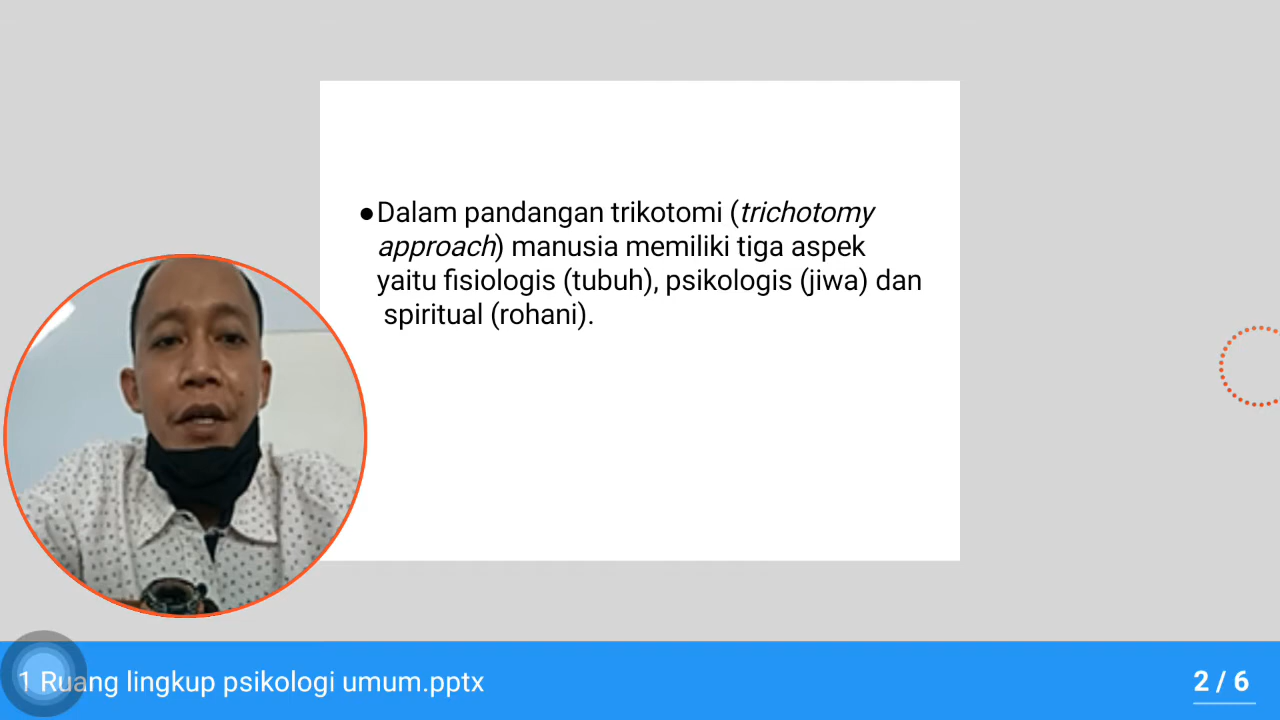 ●Dalam pandangan trikotomi (trichotomy
approach) manusia memiliki tiga aspek
yaitu fisiologis (tubuh), psikologis (jiwa) dan
spiritual (rohani).
1 Ruang lingkup psikologi umum.pptx
2 / 6